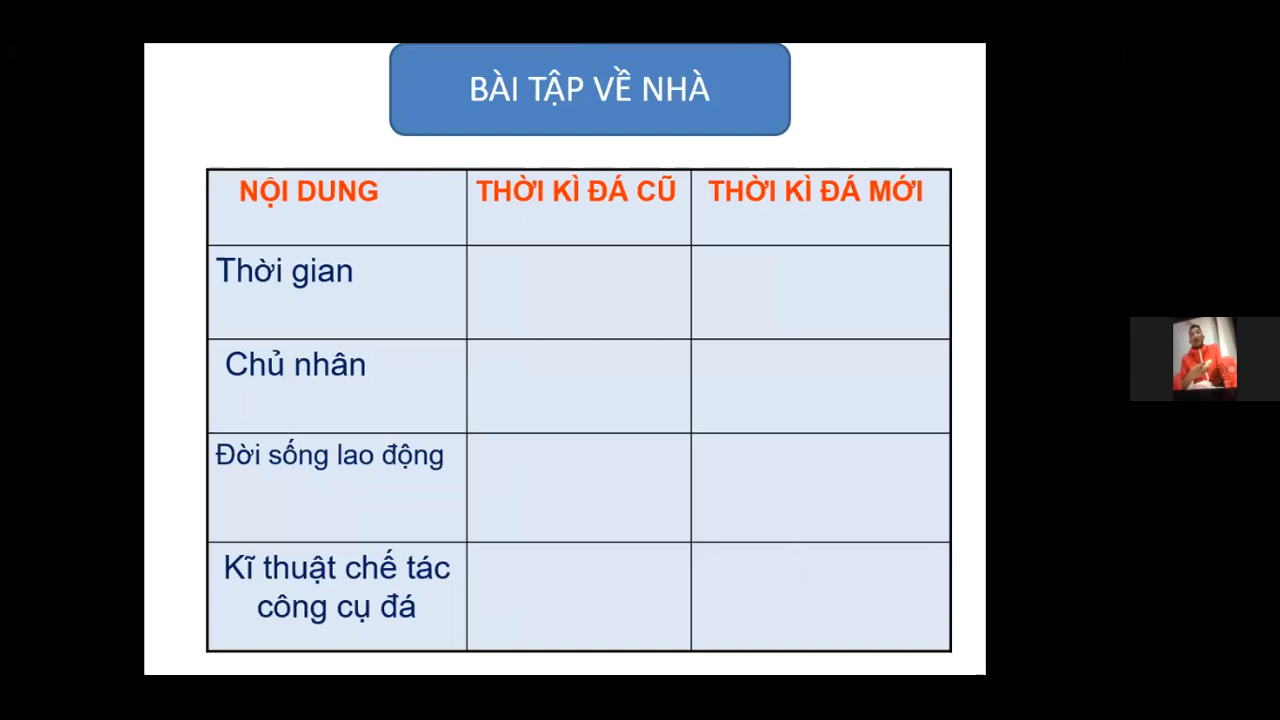 BÀI TẬP VỀ NHÀ
NỘI DUNG
THỜI KÌ ĐÁ CŨ
THỜI KÌ ĐÁ MỚI
Thời gian
Chủ nhân
Đời sống lao động
Kĩ thuật chế tác
công cụ đá